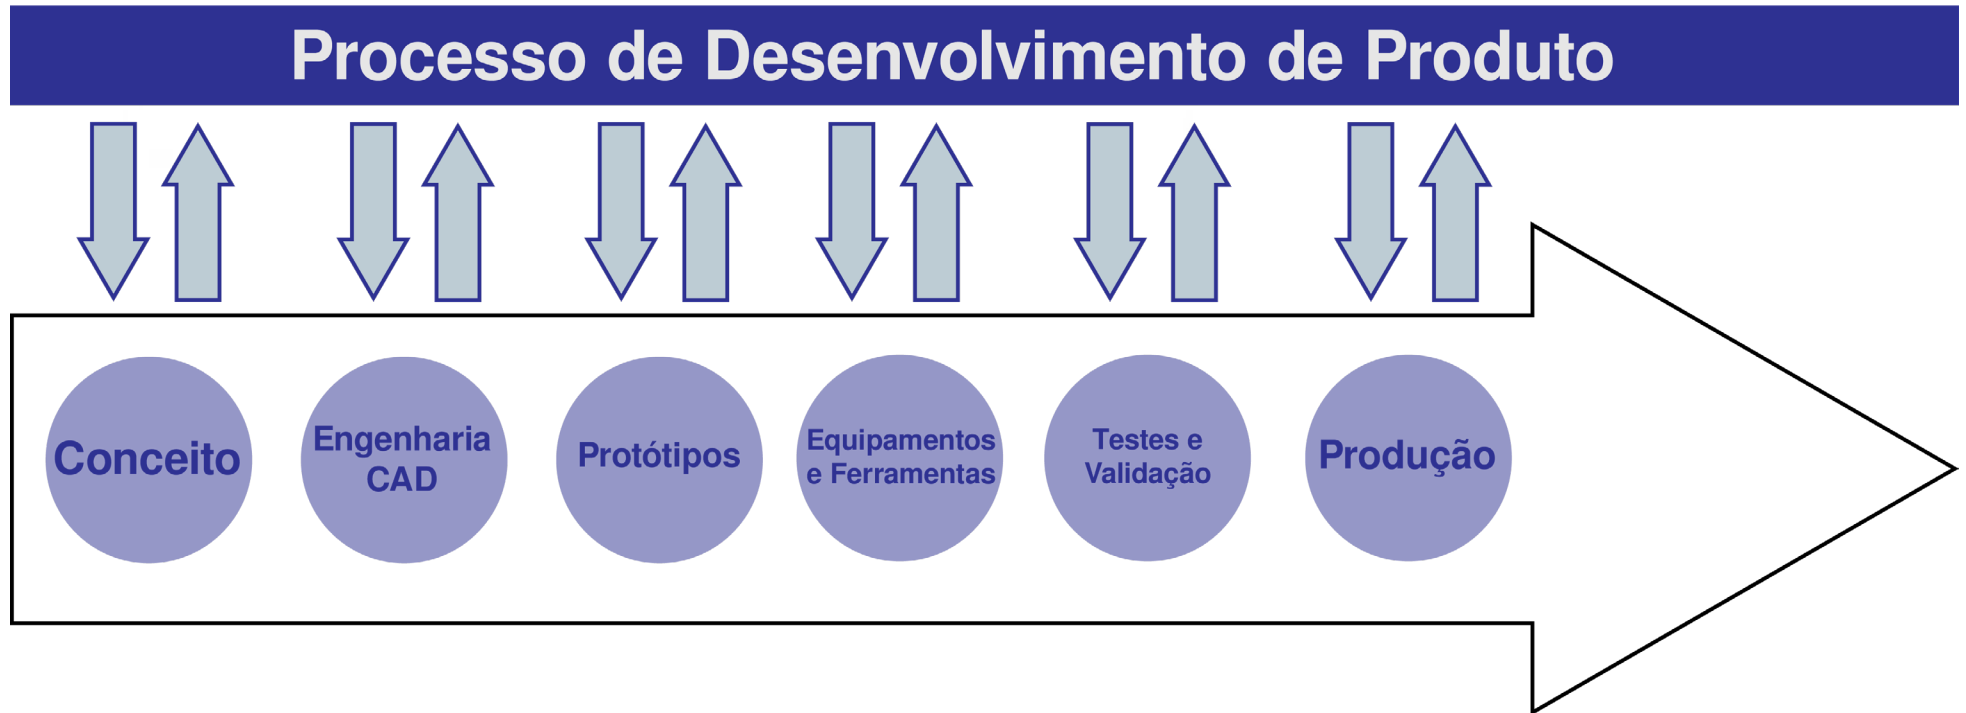 Processo de Desenvolvimento de Produto
Conceito
Engenharia
CAD
Protótipos
Equipamentos
e Ferramentas
Testes e
Validação
Produção